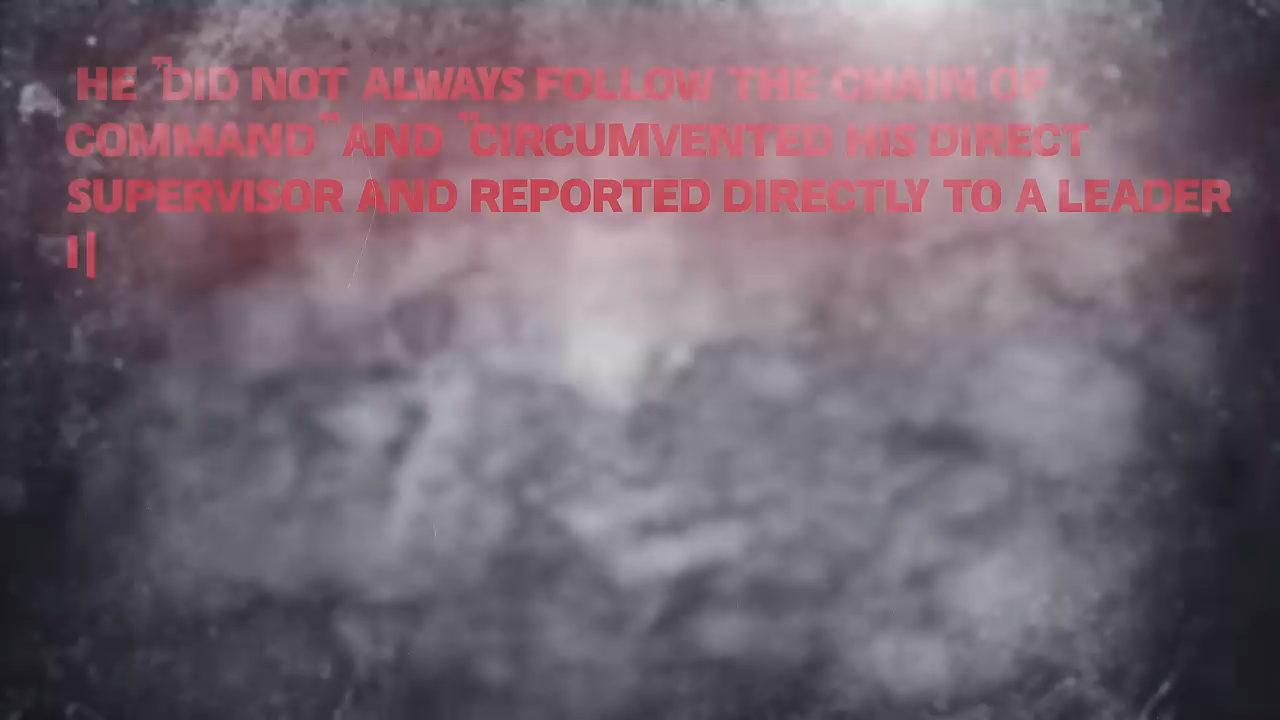 HE "DID NOT ALWAYS FOLLOW THE CHAIN OF
COMMAND" AND "CIRCUMVENTED HIS DIRECT
SUPERVISOR AND REPORTED DIRECTLY TO A LEADER